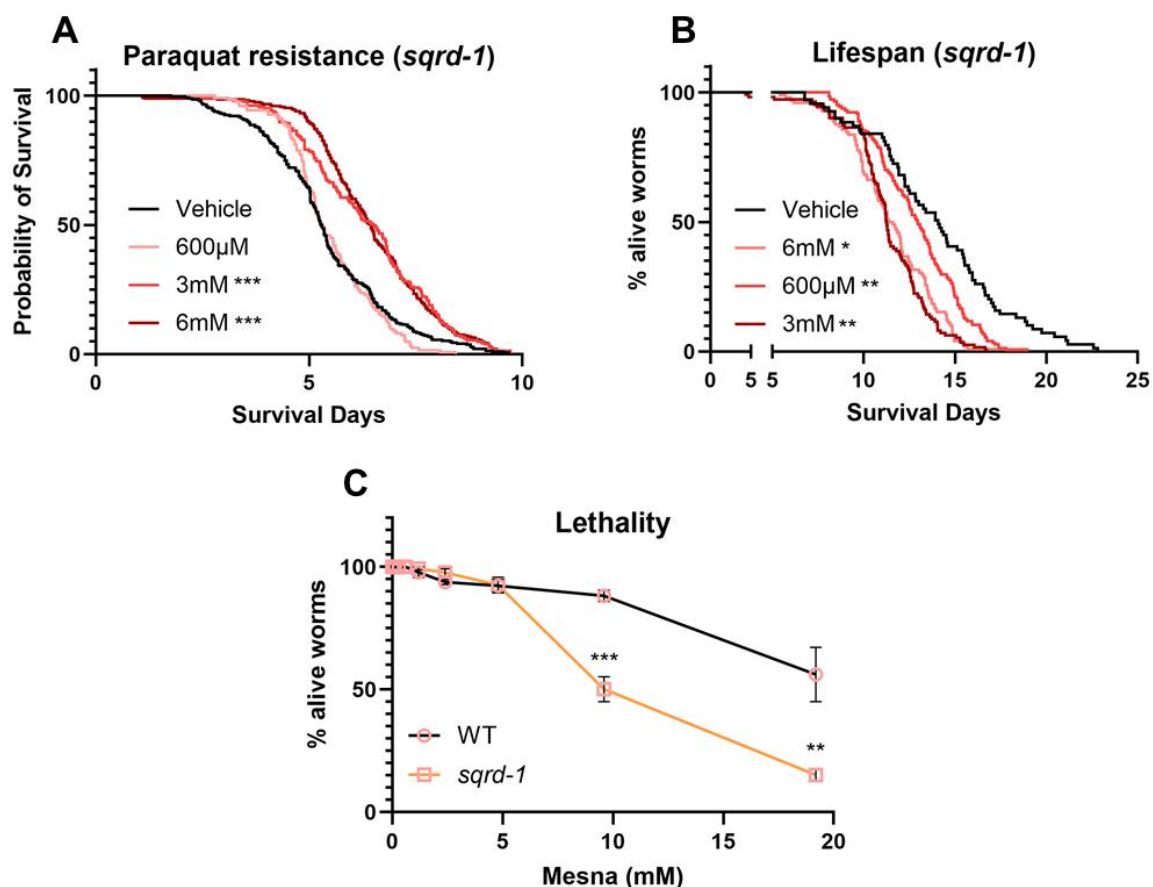 A
Paraquat resistance (sqrd-1)
Probability of Survival
100
50
0
Vehicle
600µM
3mM ***
6mM ***
0 5 10
Survival Days
B
Lifespan (sqrd-1)
% alive worms
100
50
0
Vehicle
6mM *
600µM **
3mM **
0 5 5 10 15 20 25
Survival Days
C
Lethality
% alive worms
100
50
0
***
**
WT
sqrd-1
0 5 10 15 20
Mesna (mM)